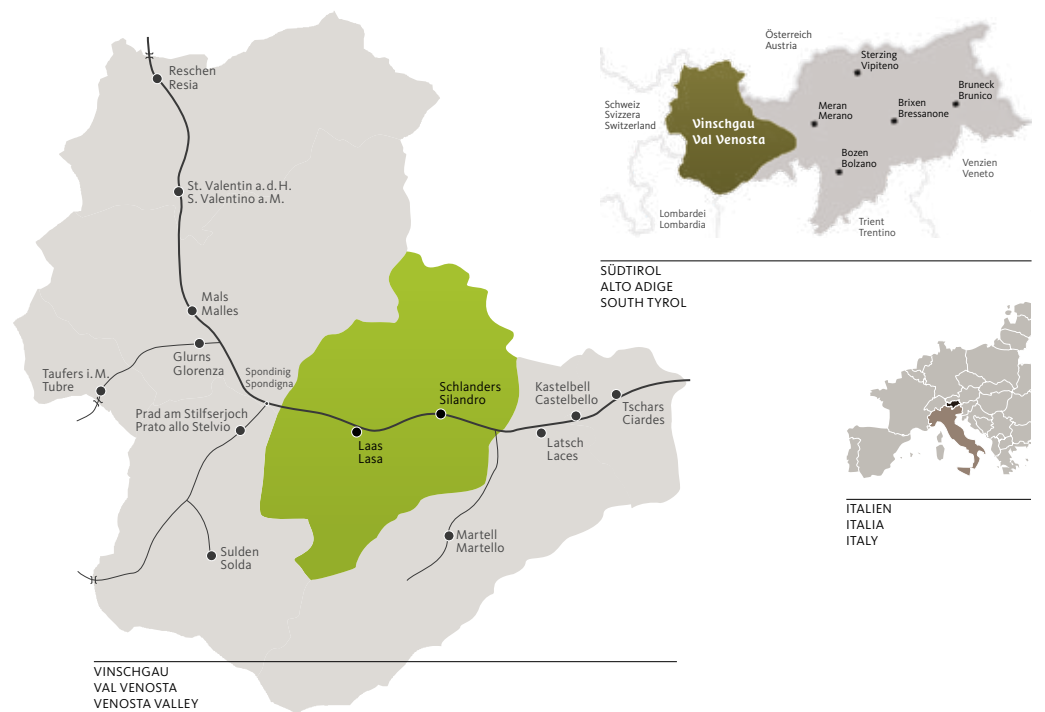 Reschen
Resia
St. Valentin a.d.H.
S. Valentino a.M.
Mals
Malles
Glurns
Glorenza
Taufers i.M.
Tubre
Spondinig
Spondigna
Prad am Stilfserjoch
Prato allo Stelvio
Schlanders
Silandro
Laas
Lasa
Kastelbell
Castelbello
Tschars
Ciardes
Latsch
Laces
Martell
Martello
Sulden
Solda
VINSCHGAU
VAL VENOSTA
VENOSTA VALLEY
Österreich
Austria
Sterzing
Vipiteno
Bruneck
Brunico
Schweiz
Svizzera
Switzerland
Vinschgau
Val Venosta
Meran
Merano
Brixen
Bressanone
Bozen
Bolzano
Venzien
Veneto
Lombardei
Lombardia
Trient
Trentino
SÜDTIROL
ALTO ADIGE
SOUTH TYROL
ITALIEN
ITALIA
ITALY